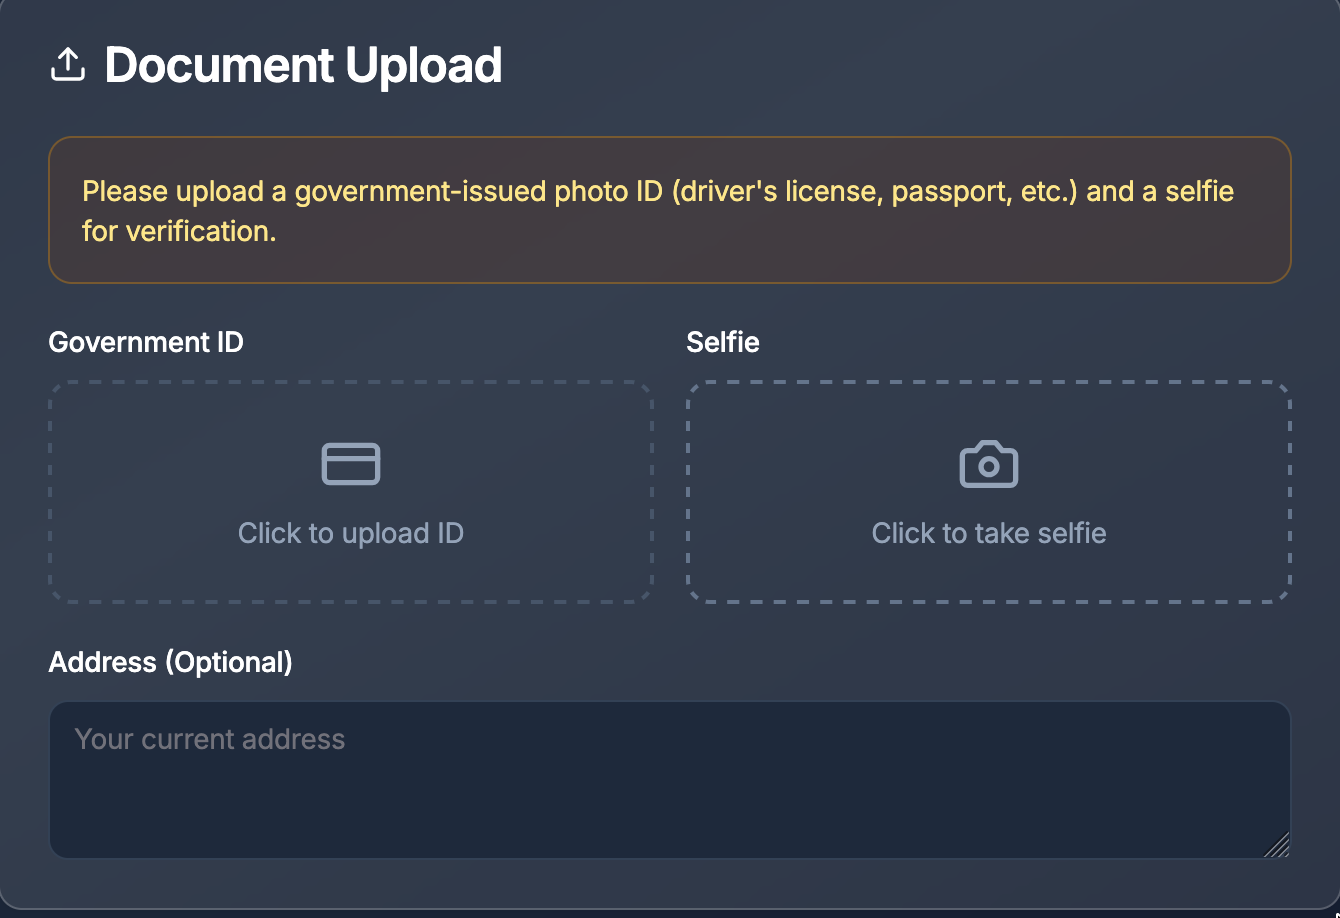 Document Upload
Please upload a government-issued photo ID (driver's license, passport, etc.) and a selfie
for verification.
Government ID
Selfie
Click to upload ID
Click to take selfie
Address (Optional)
Your current address